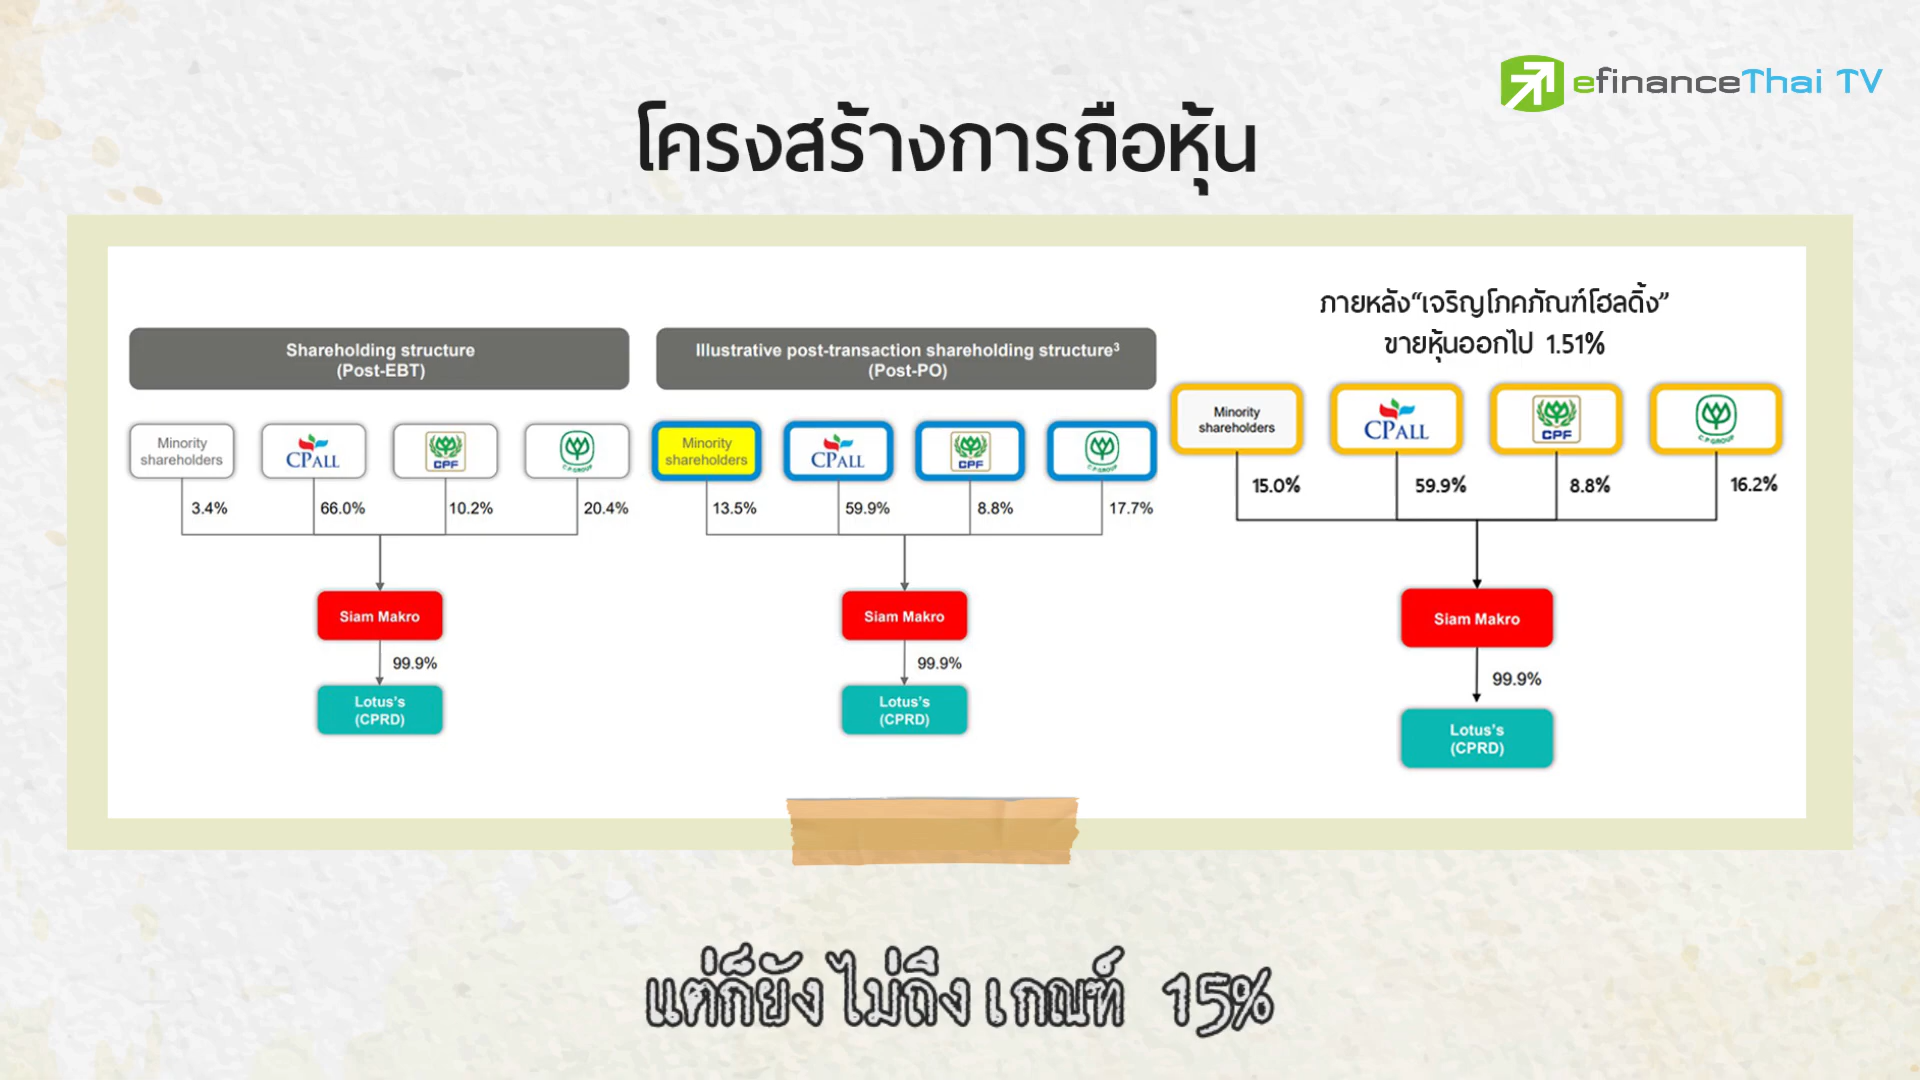 efinanceThai TV
โครงสร้างการถือหุ้น
Shareholding structure
(Post-EBT)
Minority
shareholders
CPALL
CPF
C.P.GROUP
3.4%
66.0%
10.2%
20.4%
Siam Makro
99.9%
Lotus's
(CPRD)
Illustrative post-transaction shareholding structure³
(Post-PO)
Minority
shareholders
CPALL
CPF
C.P.GROUP
13.5%
59.9%
8.8%
17.7%
Siam Makro
99.9%
Lotus's
(CPRD)
ภายหลัง“เจริญโภคภัณฑ์โฮลดิ้ง”
ขายหุ้นออกไป 1.51%
Minority
shareholders
CPALL
CPF
C.P.GROUP
15.0%
59.9%
8.8%
16.2%
Siam Makro
99.9%
Lotus's
(CPRD)
แต่ก็ยังไม่ถึงเกณฑ์ 15%